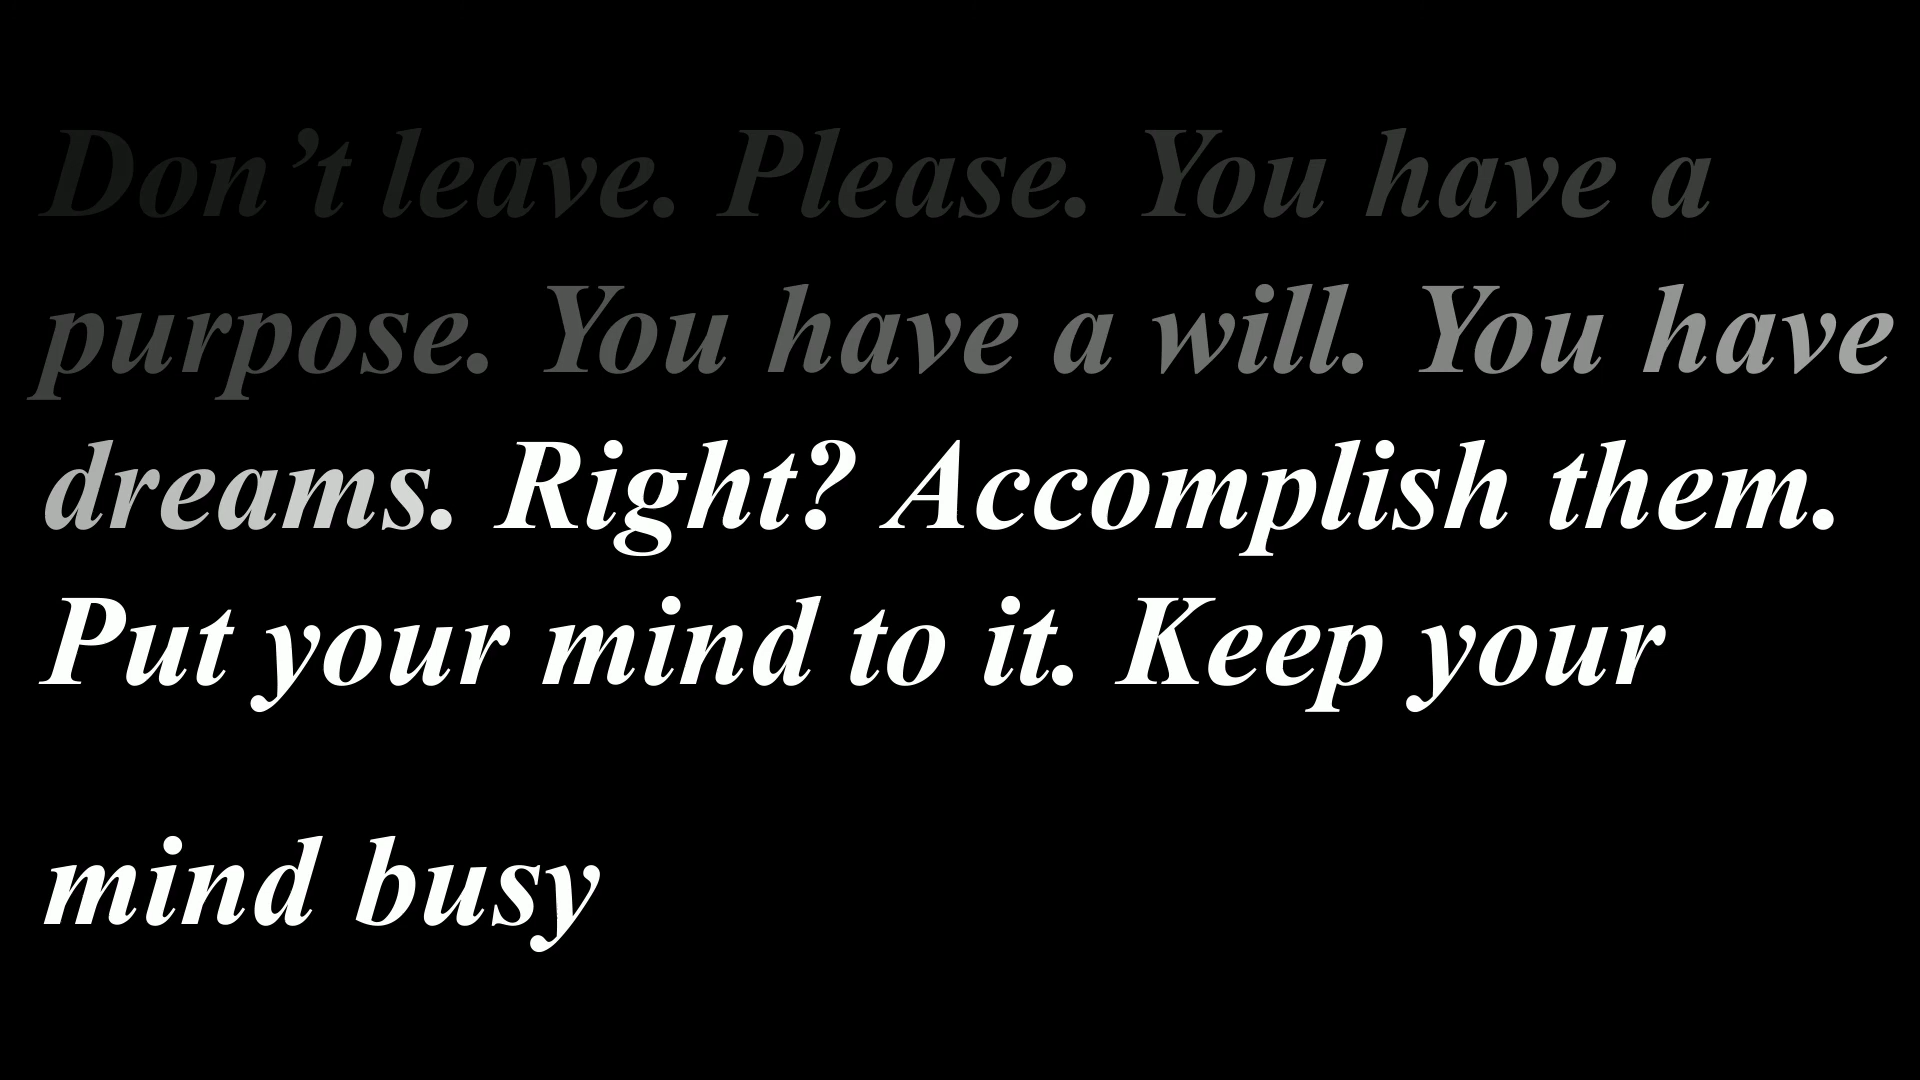 Don’t leave. Please. You have a
purpose. You have a will. You have
dreams. Right? Accomplish them.
Put your mind to it. Keep your
mind busy